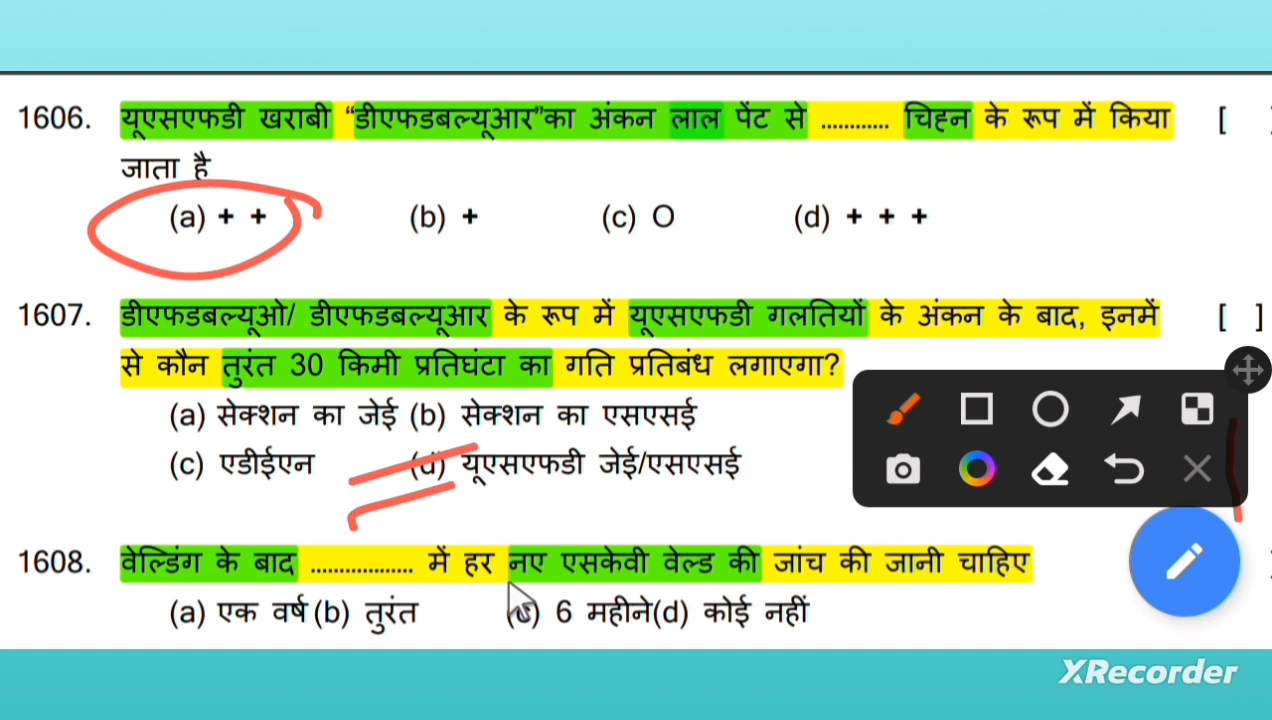 1606. यूएसएफडी खराबी “डीएफडबल्यूआर”का अंकन लाल पेंट से ............ चिह्न के रूप में किया [ ]
जाता है
(a) + + (b) + (c) O (d) + + +
1607. डीएफडबल्यूओ/ डीएफडबल्यूआर के रूप में यूएसएफडी गलतियों के अंकन के बाद, इनमें [ ]
से कौन तुरंत 30 किमी प्रतिघंटा का गति प्रतिबंध लगाएगा?
(a) सेक्शन का जेई (b) सेक्शन का एसएसई
(c) एडीईएन (d) यूएसएफडी जेई/एसएसई
1608. वेल्डिंग के बाद .................. में हर नए एसकेवी वेल्ड की जांच की जानी चाहिए ]
(a) एक वर्ष (b) तुरंत (c) 6 महीने(d) कोई नहीं
XRecorder